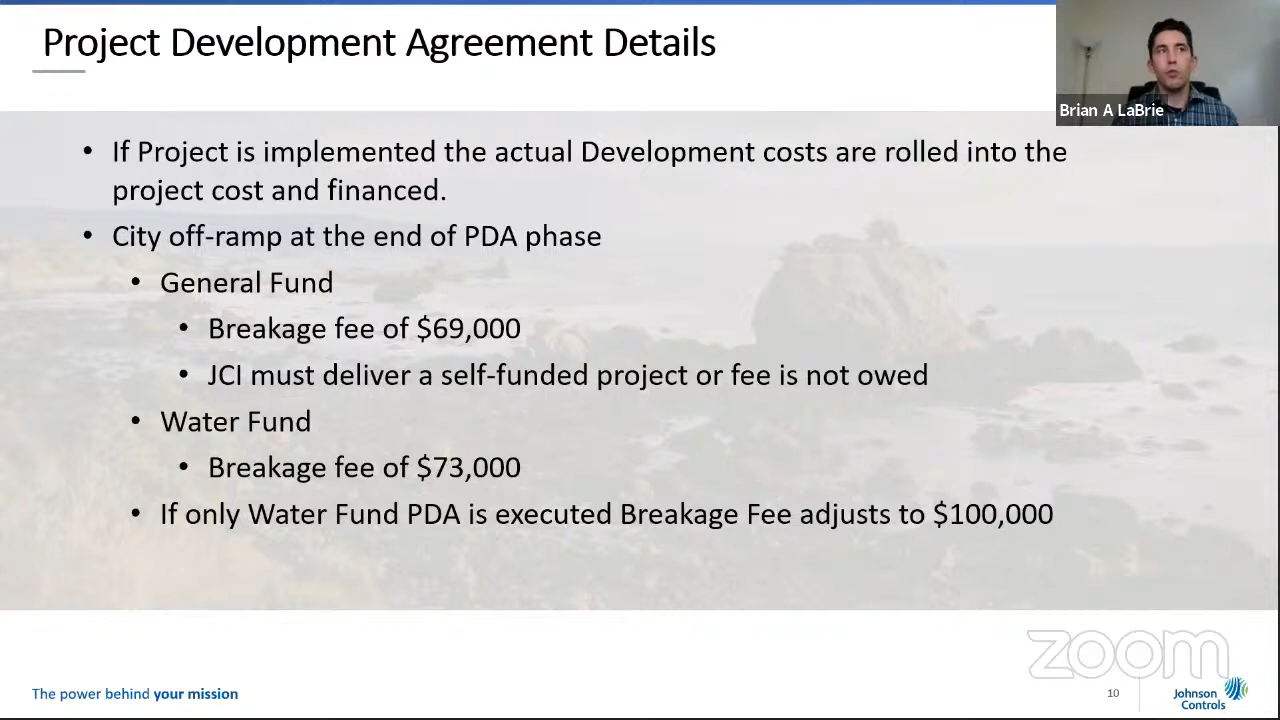 Project Development Agreement Details
Brian A LaBrie
• If Project is implemented the actual Development costs are rolled into the
project cost and financed.
• City off-ramp at the end of PDA phase
• General Fund
• Breakage fee of $69,000
• JCI must deliver a self-funded project or fee is not owed
• Water Fund
• Breakage fee of $73,000
• If only Water Fund PDA is executed Breakage Fee adjusts to $100,000
zoom
The power behind your mission
10
Johnson
Controls